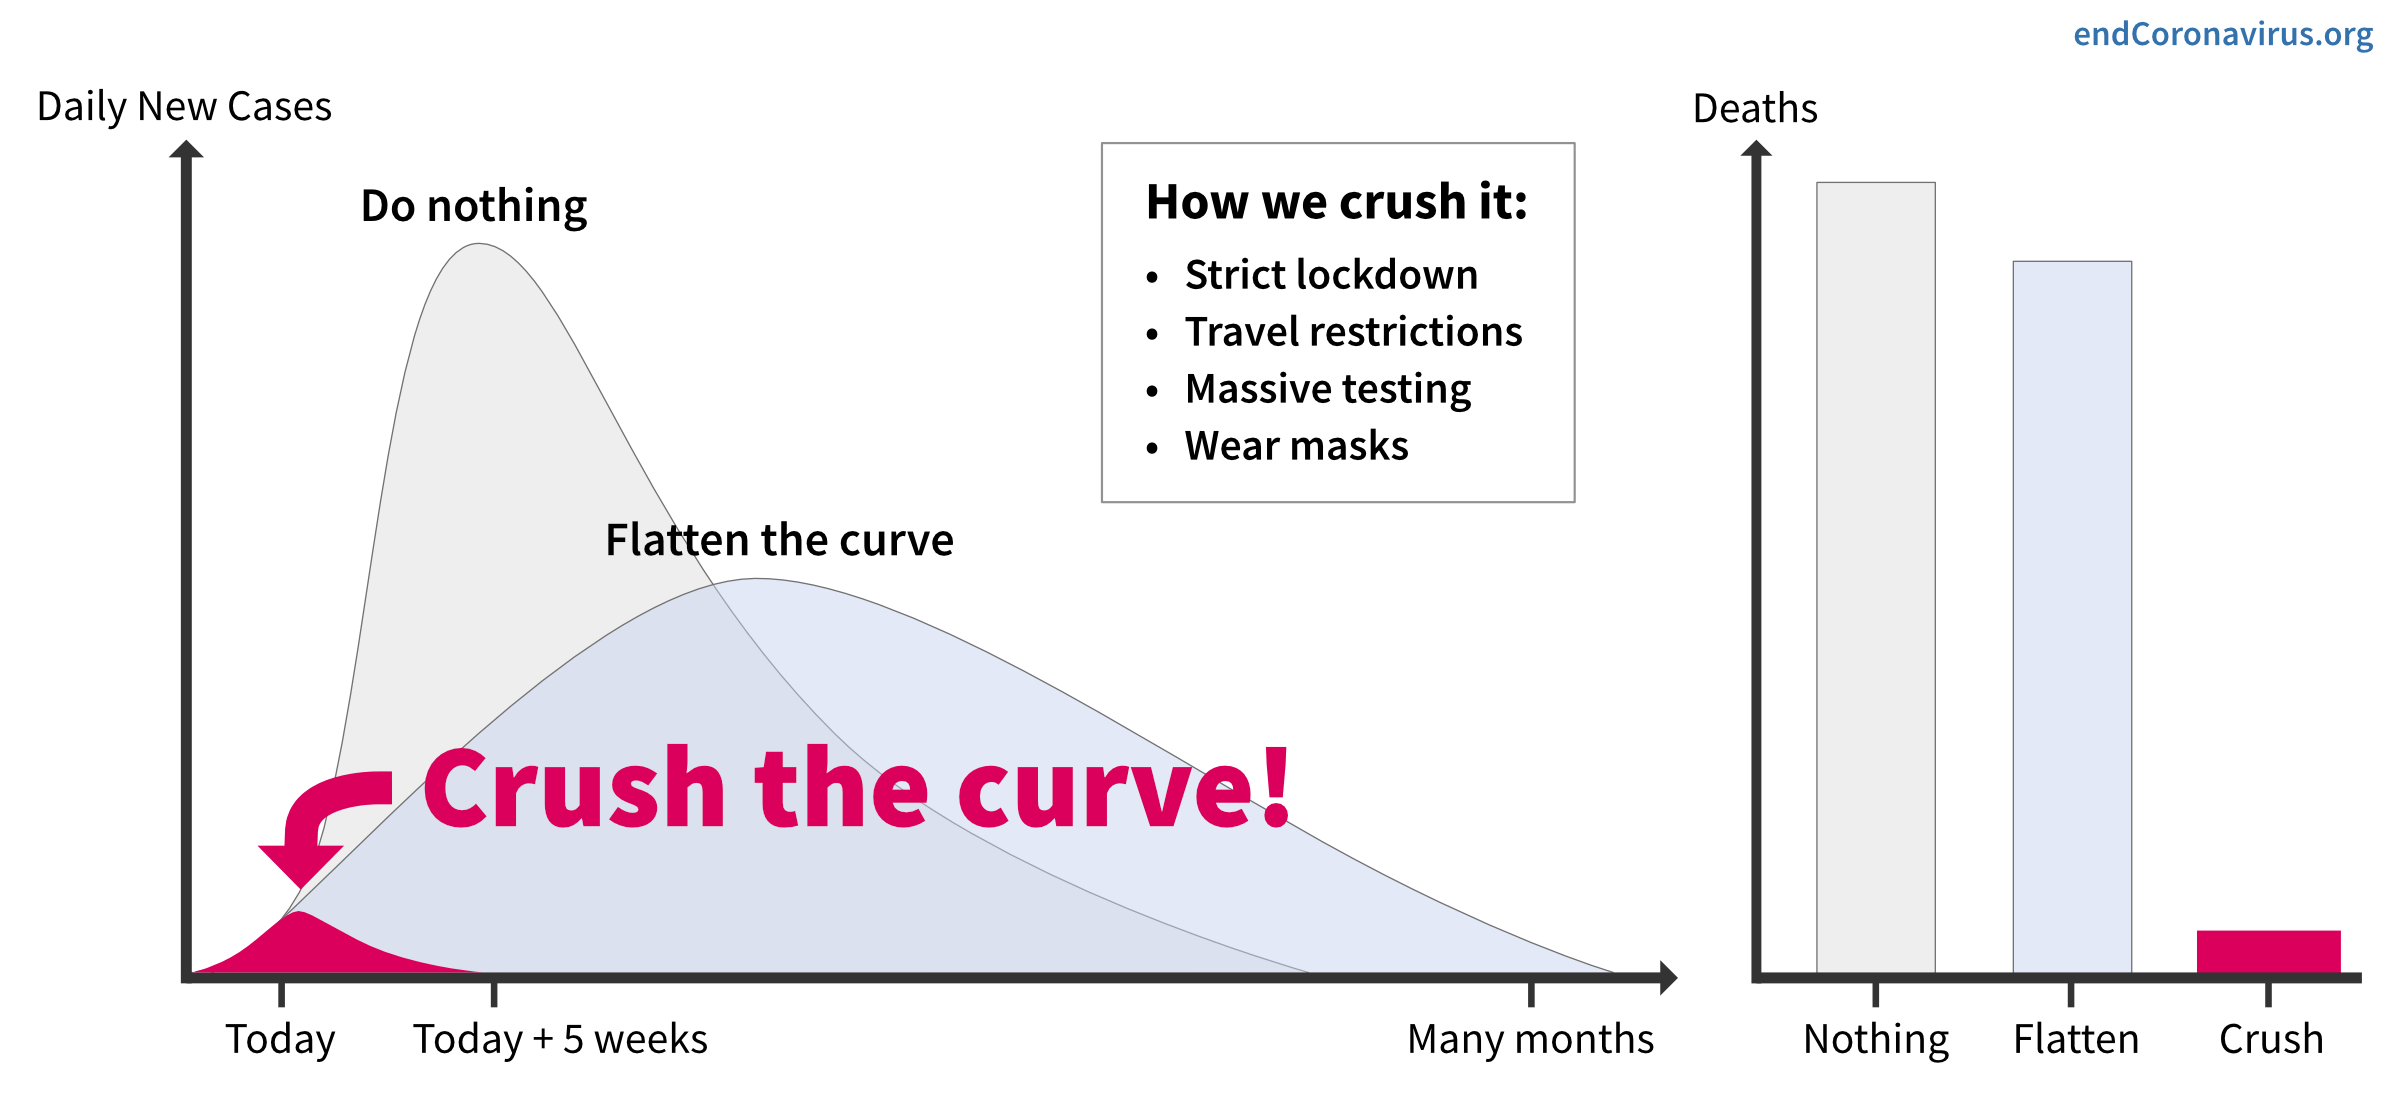 endCoronavirus.org
Daily New Cases
Do nothing
Flatten the curve
Crush the curve!
How we crush it:
• Strict lockdown
• Travel restrictions
• Massive testing
• Wear masks
Today
Today + 5 weeks
Many months
Deaths
Nothing
Flatten
Crush